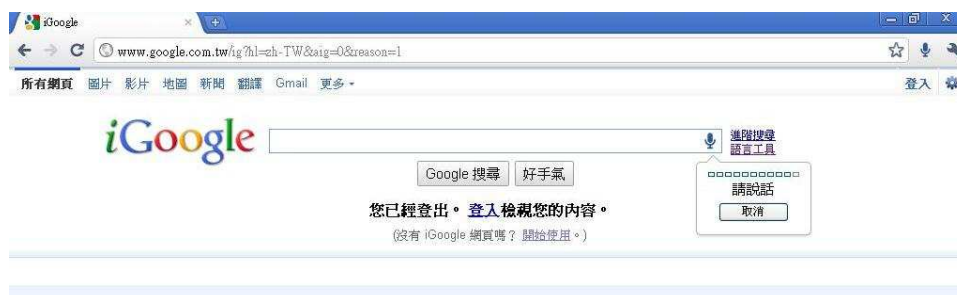 iGoogle
www.google.com.tw/ig?hl=zh-TW&aig=0&reason=1
所有網頁 圖片 影片 地圖 新聞 翻譯 Gmail 更多 登入
iGoogle
進階搜尋
語言工具
Google 搜尋 好手氣
請說話
取消
您已經登出。登入檢視您的內容。
(沒有 iGoogle 網頁嗎? 開始使用。)